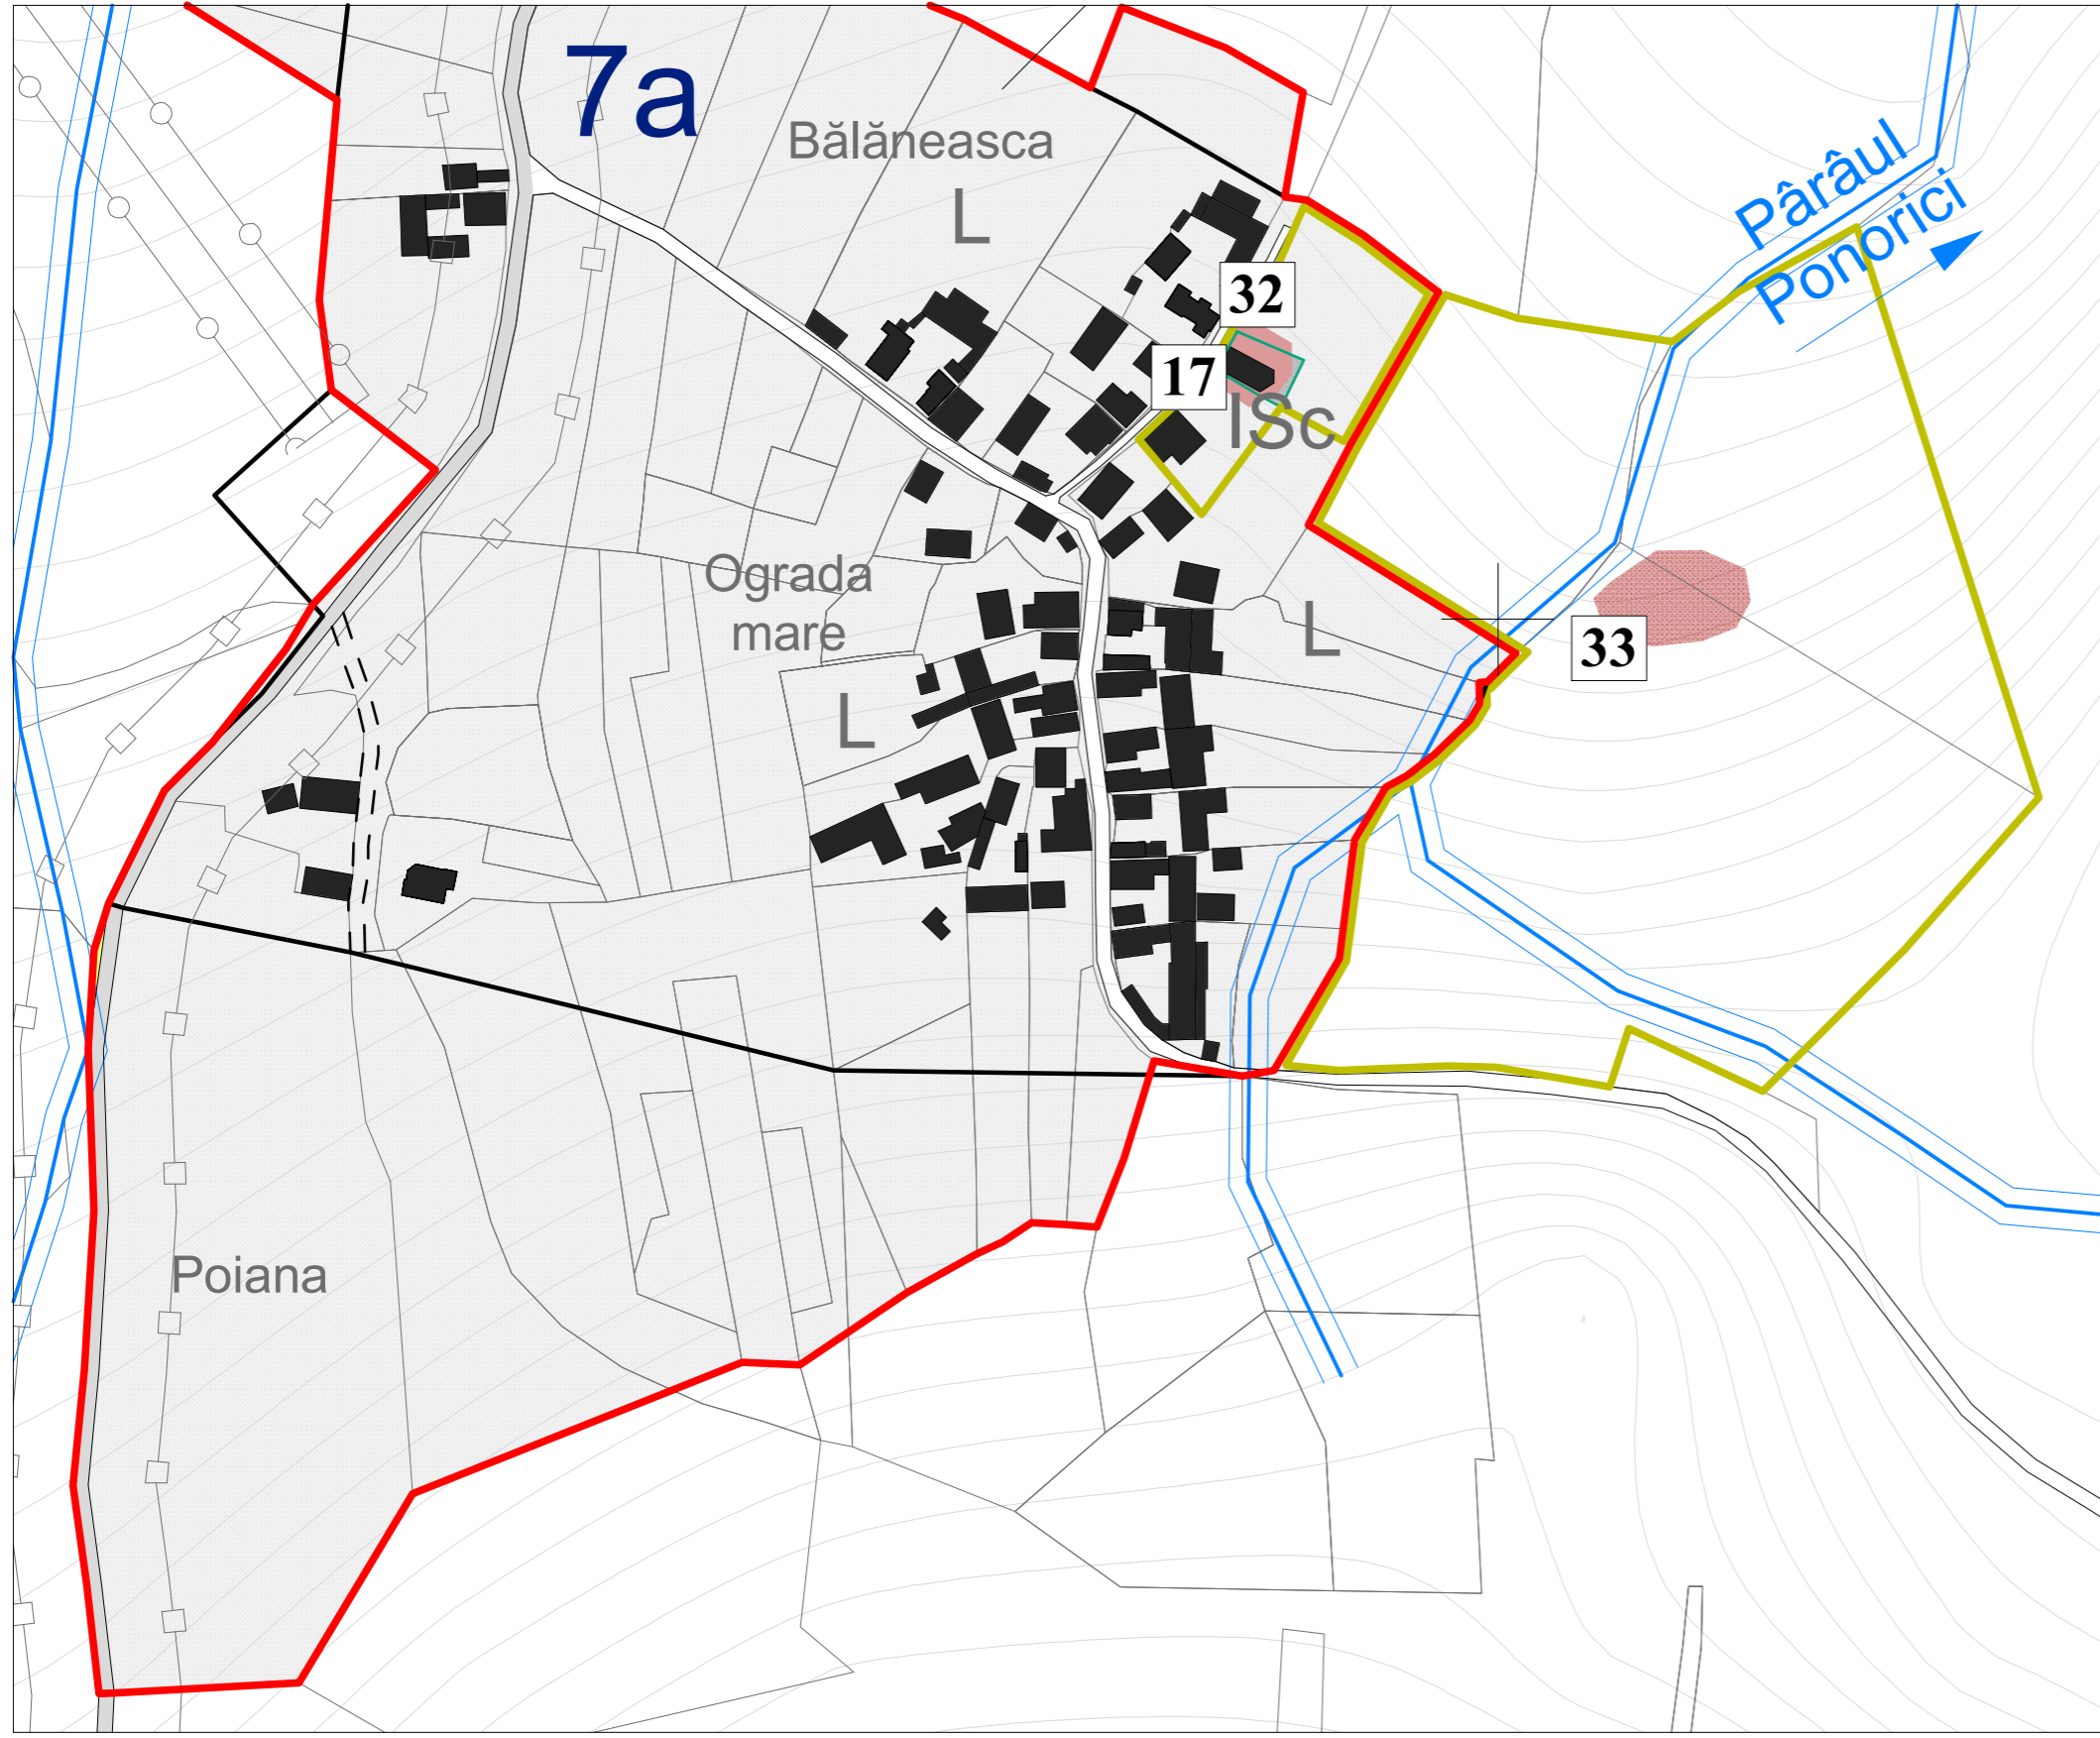 7a
Bălăneasca
L
Pârâul
Ponorici
32
17
ISc
Ograda
mare
L
33
L
Poiana